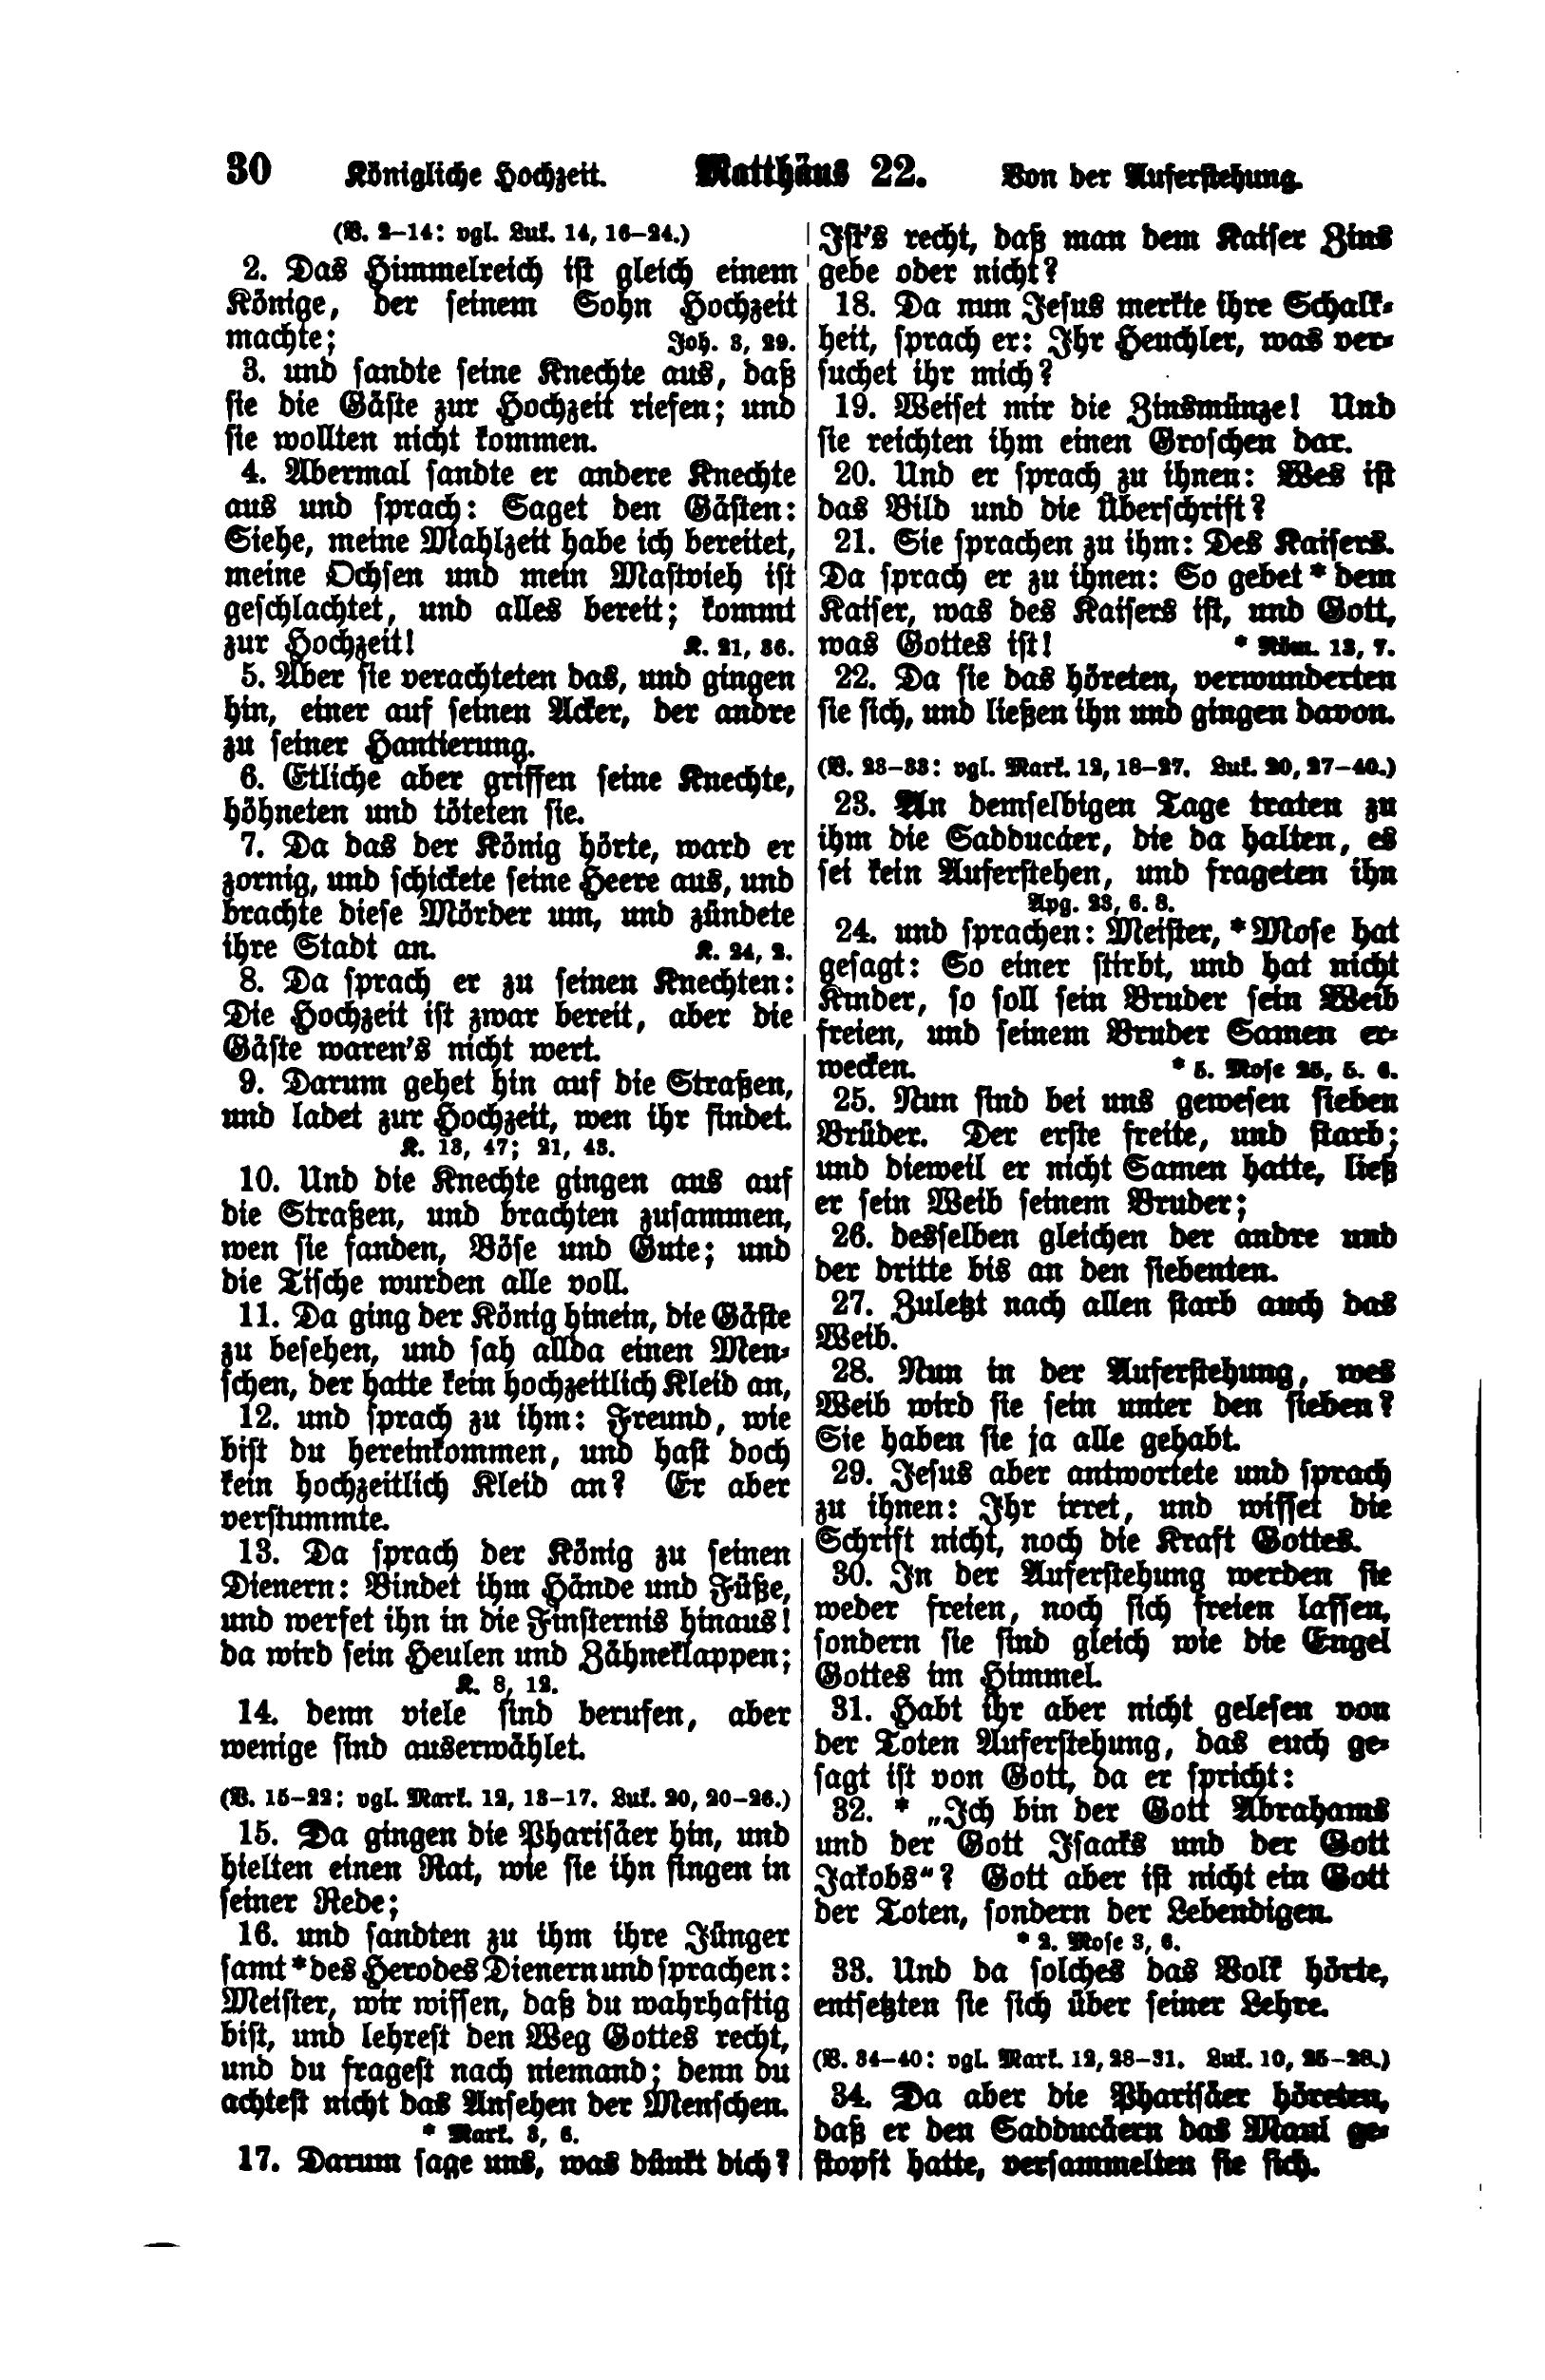 30 Königliche Hochzeit. Matthäus 22. Von der Auferstehung.
(V. 2–14: vgl. Luk. 14, 16–24.)
2. Das Himmelreich ist gleich einem
Könige, der seinem Sohn Hochzeit
machte; Joh. 3, 29.
3. und sandte seine Knechte aus, daß
sie die Gäste zur Hochzeit riefen; und
sie wollten nicht kommen.
4. Abermal sandte er andere Knechte
aus und sprach: Saget den Gästen:
Siehe, meine Mahlzeit habe ich bereitet,
meine Ochsen und mein Mastvieh ist
geschlachtet, und alles bereit; kommt
zur Hochzeit! K. 21, 36.
5. Aber sie verachteten das, und gingen
hin, einer auf seinen Acker, der andre
zu seiner Hantierung.
6. Etliche aber griffen seine Knechte,
höhneten und töteten sie.
7. Da das der König hörte, ward er
zornig, und schickete seine Heere aus, und
brachte diese Mörder um, und zündete
ihre Stadt an. K. 24, 2.
8. Da sprach er zu seinen Knechten:
Die Hochzeit ist zwar bereit, aber die
Gäste waren's nicht wert.
9. Darum gehet hin auf die Straßen,
und ladet zur Hochzeit, wen ihr findet.
K. 13, 47; 21, 43.
10. Und die Knechte gingen aus auf
die Straßen, und brachten zusammen,
wen sie fanden, Böse und Gute; und
die Tische wurden alle voll.
11. Da ging der König hinein, die Gäste
zu besehen, und sah allda einen Men-
schen, der hatte kein hochzeitlich Kleid an,
12. und sprach zu ihm: Freund, wie
bist du hereinkommen, und hast doch
kein hochzeitlich Kleid an? Er aber
verstummte.
13. Da sprach der König zu seinen
Dienern: Bindet ihm Hände und Füße,
und werfet ihn in die Finsternis hinaus!
da wird sein Heulen und Zähneklappen;
K. 8, 12.
14. denn viele sind berufen, aber
wenige sind auserwählet.
(V. 15–22: vgl. Mark. 12, 13–17. Luk. 20, 20–26.)
15. Da gingen die Pharisäer hin, und
hielten einen Rat, wie sie ihn fingen in
seiner Rede;
16. und sandten zu ihm ihre Jünger
samt *des Herodes Dienern und sprachen:
Meister, wir wissen, daß du wahrhaftig
bist, und lehrest den Weg Gottes recht,
und du fragest nach niemand; denn du
achtest nicht das Ansehen der Menschen.
* Mark. 3, 6.
17. Darum sage uns, was dünkt dich?
Ist's recht, daß man dem Kaiser Zins
gebe oder nicht?
18. Da nun Jesus merkte ihre Schalk-
heit, sprach er: Ihr Heuchler, was ver-
suchet ihr mich?
19. Weiset mir die Zinsmünze! Und
sie reichten ihm einen Groschen dar.
20. Und er sprach zu ihnen: Wes ist
das Bild und die Überschrift?
21. Sie sprachen zu ihm: Des Kaisers.
Da sprach er zu ihnen: So gebet * dem
Kaiser, was des Kaisers ist, und Gott,
was Gottes ist! * Röm. 13, 7.
22. Da sie das höreten, verwunderten
sie sich, und ließen ihn und gingen davon.
(V. 23–33: vgl. Mark. 12, 18–27. Luk. 20, 27–40.)
23. An demselbigen Tage traten zu
ihm die Sadducäer, die da halten, es
sei kein Auferstehen, und frageten ihn
Apg. 23, 6. 8.
24. und sprachen: Meister, *Mose hat
gesagt: So einer stirbt, und hat nicht
Kinder, so soll sein Bruder sein Weib
freien, und seinem Bruder Samen er-
wecken. * 5. Mose 25, 5. 6.
25. Nun sind bei uns gewesen sieben
Brüder. Der erste freite, und starb;
und dieweil er nicht Samen hatte, ließ
er sein Weib seinem Bruder;
26. desselben gleichen der andre und
der dritte bis an den siebenten.
27. Zuletzt nach allen starb auch das
Weib.
28. Nun in der Auferstehung, wes
Weib wird sie sein unter den sieben?
Sie haben sie ja alle gehabt.
29. Jesus aber antwortete und sprach
zu ihnen: Ihr irret, und wisset die
Schrift nicht, noch die Kraft Gottes.
30. In der Auferstehung werden sie
weder freien, noch sich freien lassen,
sondern sie sind gleich wie die Engel
Gottes im Himmel.
31. Habt ihr aber nicht gelesen von
der Toten Auferstehung, das euch ge-
sagt ist von Gott, da er spricht:
32. * „Ich bin der Gott Abrahams
und der Gott Isaaks und der Gott
Jakobs“? Gott aber ist nicht ein Gott
der Toten, sondern der Lebendigen.
* 2. Mose 3, 6.
33. Und da solches das Volk hörte,
entsetzten sie sich über seiner Lehre.
(V. 34–40: vgl. Mark. 12, 28–31. Luk. 10, 25–28.)
34. Da aber die Pharisäer höreten,
daß er den Sadducäern das Maul ge-
stopft hatte, versammelten sie sich.